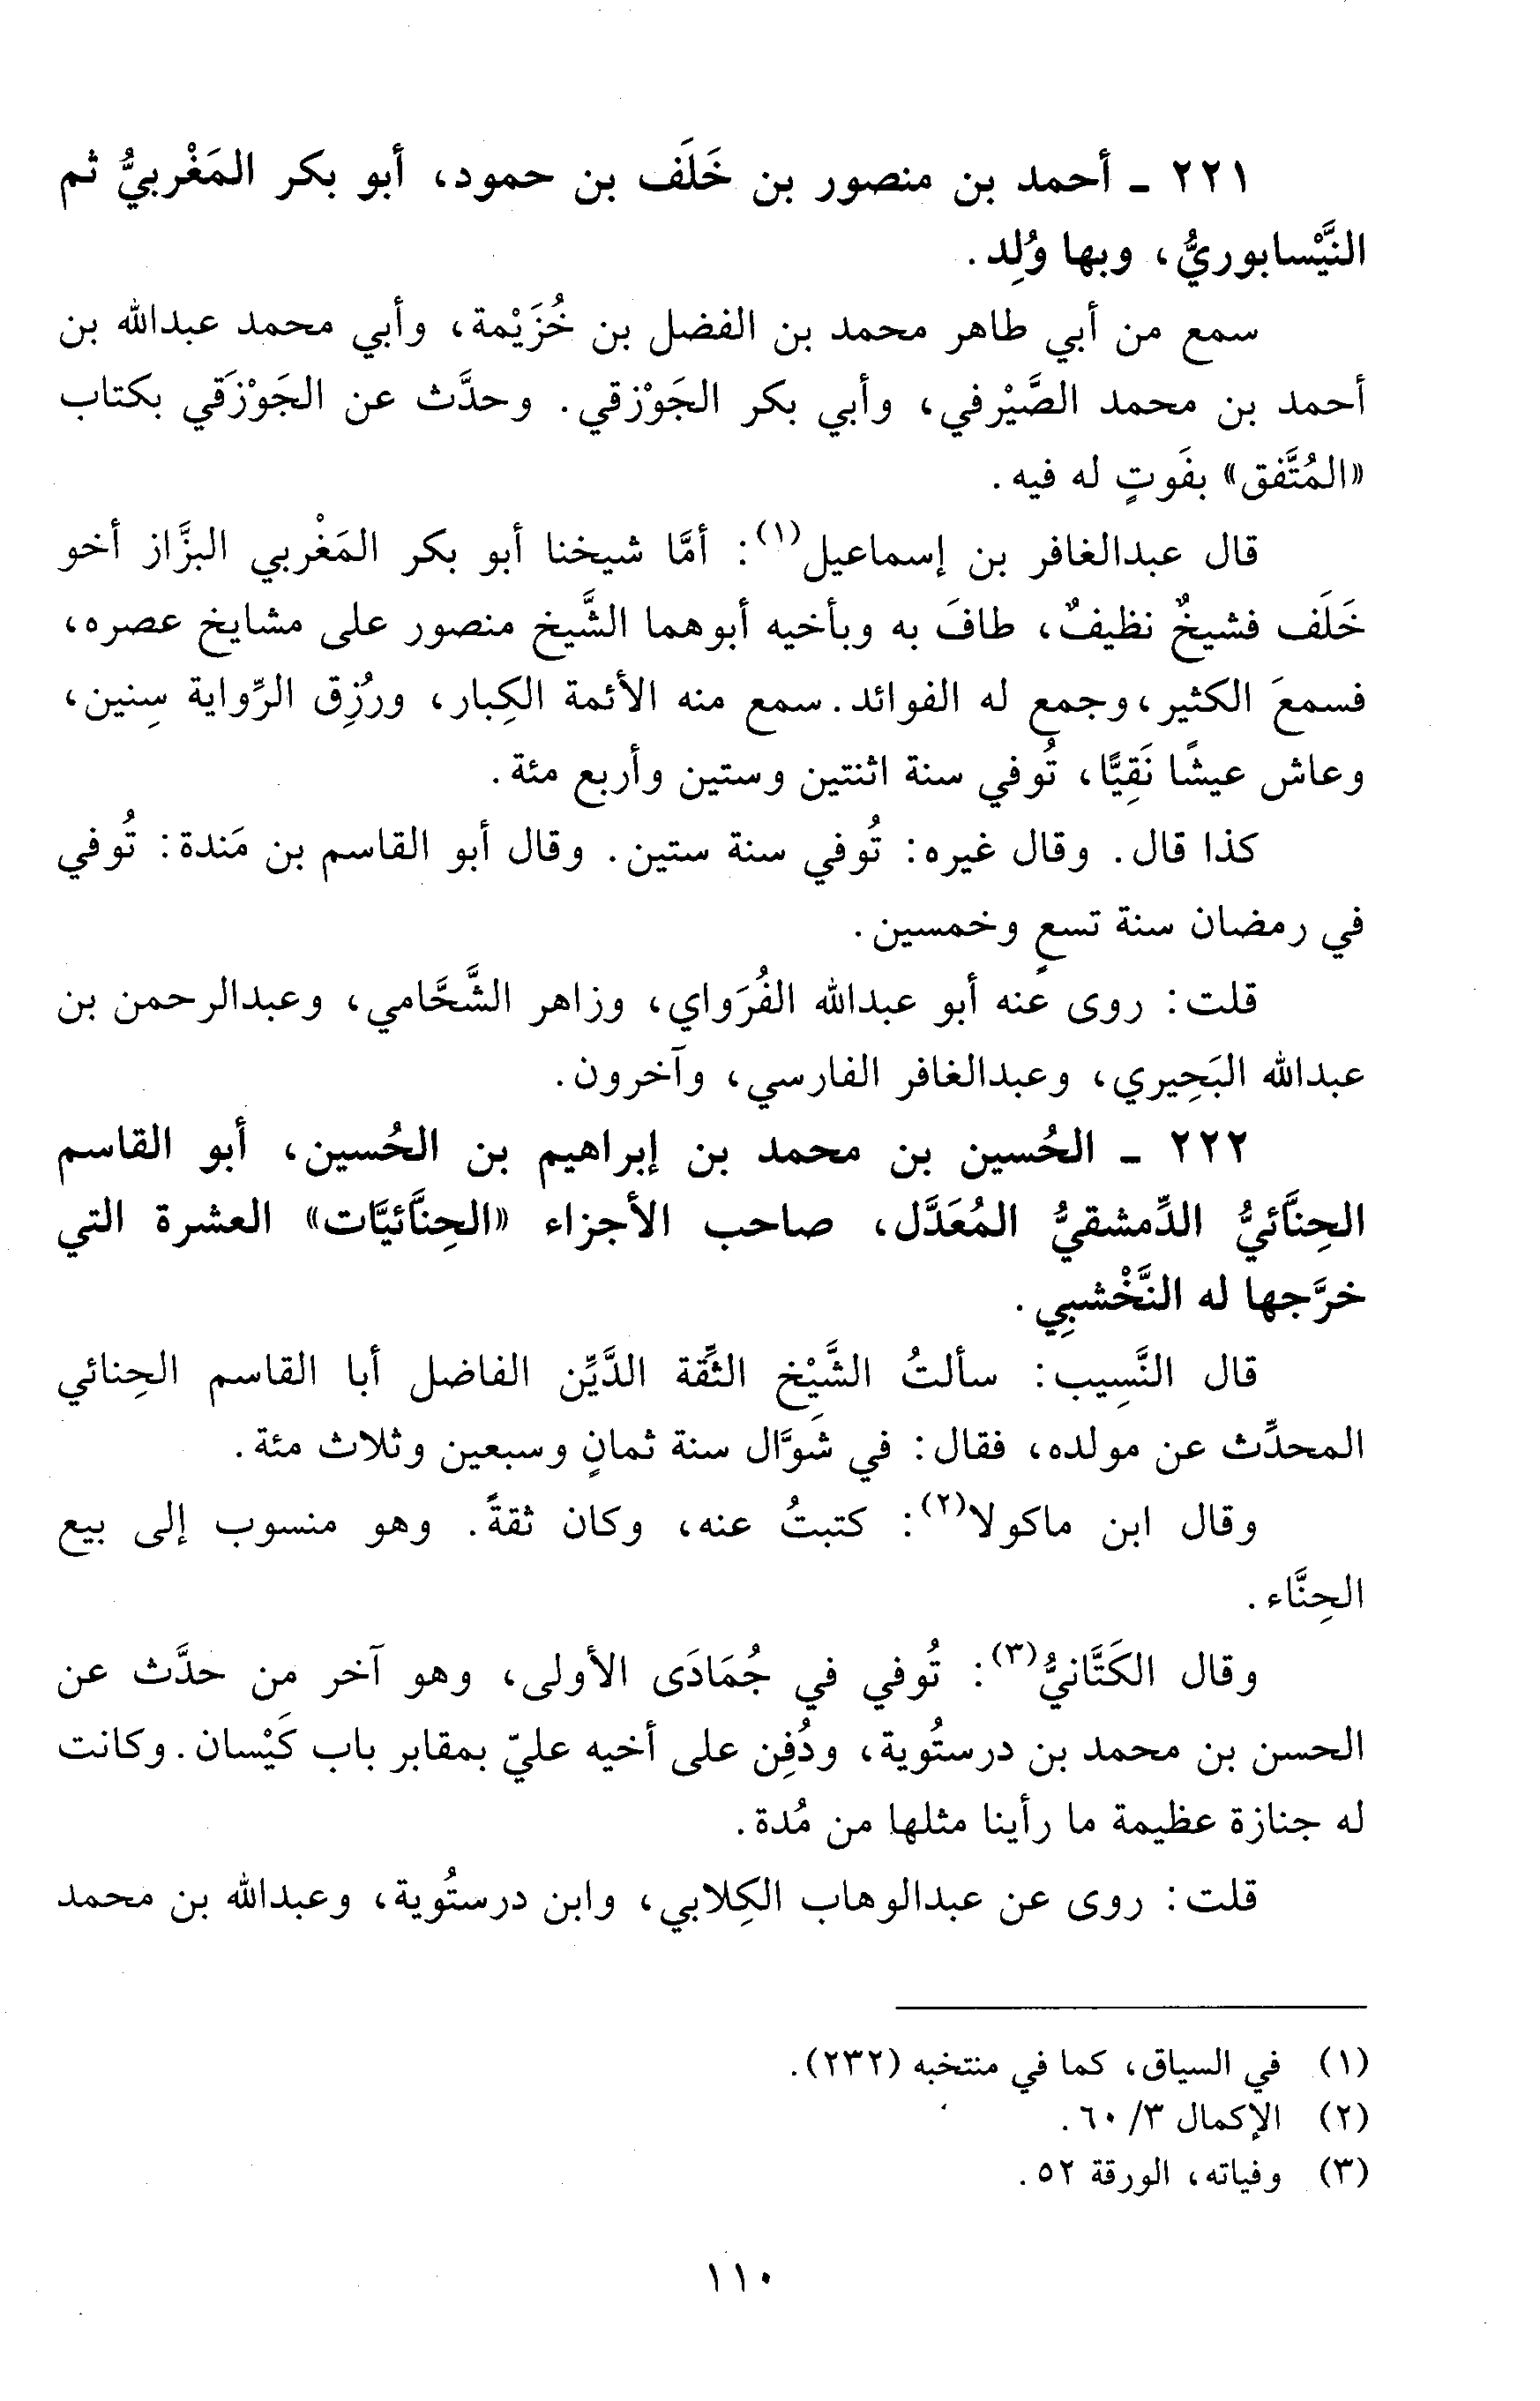 ٢٢١ ـ أحمد بن منصور بن خَلَف بن حمود، أبو بكر المَغْربيُّ ثم
النَّيْسابوريُّ، وبها وُلِد.
سمع من أبي طاهر محمد بن الفضل بن خُزَيْمة، وأبي محمد عبدالله بن
أحمد بن محمد الصَّيْرفي، وأبي بكر الجَوْزقي. وحدَّث عن الجَوْزَقي بكتاب
«المُتَّفق» بفَوتٍ له فيه.
قال عبدالغافر بن إسماعيل(١): أمَّا شيخنا أبو بكر المَغْربي البزَّاز أخو
خَلَف فشيخٌ نظيفٌ، طافَ به وبأخيه أبوهما الشَّيخ منصور على مشايخ عصره،
فسمعَ الكثير، وجمع له الفوائد. سمع منه الأئمة الكِبار، ورُزِق الرِّواية سِنين،
وعاش عيشًا نَقِيًّا، تُوفي سنة اثنتين وستين وأربع مئة.
كذا قال. وقال غيره: تُوفي سنة ستين. وقال أبو القاسم بن مَندة: تُوفي
في رمضان سنة تسعٍ وخمسين.
قلت: روى عنه أبو عبدالله الفُرَواي، وزاهر الشَّحَّامي، وعبدالرحمن بن
عبدالله البَحِيري، وعبدالغافر الفارسي، وآخرون.
٢٢٢ ـ الحُسين بن محمد بن إبراهيم بن الحُسين، أبو القاسم
الحِنَّائيُّ الدِّمشقيُّ المُعَدَّل، صاحب الأجزاء «الحِنَّائيَّات» العشرة التي
خرَّجها له النَّخْشبِي.
قال النَّسِيب: سألتُ الشَّيْخ الثِّقة الدَّيِّن الفاضل أبا القاسم الحِنائي
المحدِّث عن مولده، فقال: في شَوَّال سنة ثمانٍ وسبعين وثلاث مئة.
وقال ابن ماكولا(٢): كتبتُ عنه، وكان ثقةً. وهو منسوب إلى بيع
الحِنَّاء.
وقال الكَتَّانيُّ(٣): تُوفي في جُمَادَى الأولى، وهو آخر من حدَّث عن
الحسن بن محمد بن درستُوية، ودُفِن على أخيه عليّ بمقابر باب كَيْسان. وكانت
له جنازة عظيمة ما رأينا مثلها من مُدة.
قلت: روى عن عبدالوهاب الكِلابي، وابن درستُوية، وعبدالله بن محمد
(١) في السياق، كما في منتخبه (٢٣٢).
(٢) الإكمال ٣/ ٦٠.
(٣) وفياته، الورقة ٥٢.
١١٠